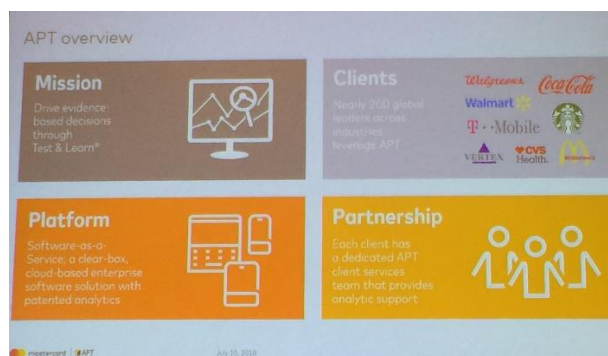 APT overview
Mission
Drive evidence-
based decisions
through
Test & Learn®
Clients
Nearly 200 global
leaders across
industries
leverage APT
Walgreens
Coca-Cola
Walmart
T··Mobile
VERTEX
CVS
Health.
McDonald's
Platform
Software-as-a-
Service; a clear-box,
cloud-based enterprise
software solution with
patented analytics
Partnership
Each client has
a dedicated APT
client services
team that provides
analytic support
mastercard
APT
July 10, 2018